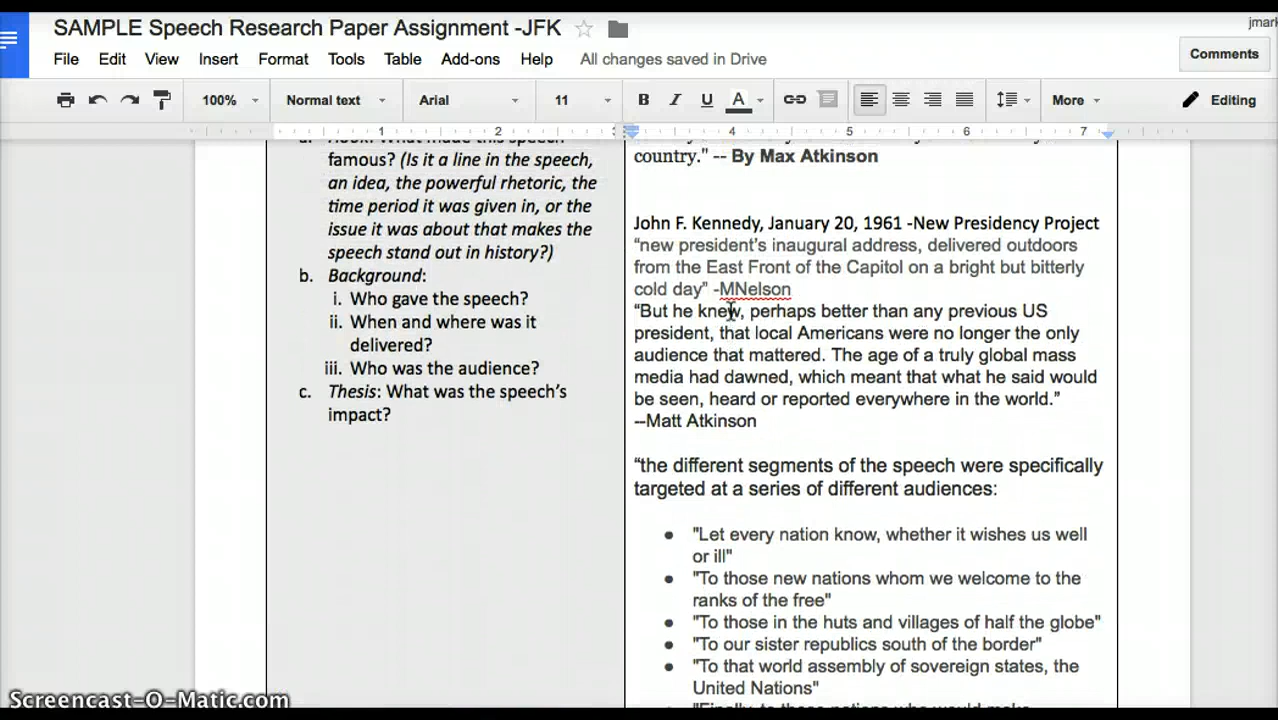 SAMPLE Speech Research Paper Assignment -JFK
jmark
File Edit View Insert Format Tools Table Add-ons Help All changes saved in Drive
Comments
100% Normal text Arial 11 B I U A More Editing
1 2 3 4 5 6 7
famous? (Is it a line in the speech,
an idea, the powerful rhetoric, the
time period it was given in, or the
issue it was about that makes the
speech stand out in history?)
b. Background:
i. Who gave the speech?
ii. When and where was it
delivered?
iii. Who was the audience?
c. Thesis: What was the speech's
impact?
country." -- By Max Atkinson
John F. Kennedy, January 20, 1961 -New Presidency Project
“new president’s inaugural address, delivered outdoors
from the East Front of the Capitol on a bright but bitterly
cold day” -MNelson
“But he knew, perhaps better than any previous US
president, that local Americans were no longer the only
audience that mattered. The age of a truly global mass
media had dawned, which meant that what he said would
be seen, heard or reported everywhere in the world.”
--Matt Atkinson
“the different segments of the speech were specifically
targeted at a series of different audiences:
● "Let every nation know, whether it wishes us well
or ill"
● "To those new nations whom we welcome to the
ranks of the free"
● "To those in the huts and villages of half the globe"
● "To our sister republics south of the border"
● "To that world assembly of sovereign states, the
United Nations"
Screencast-O-Matic.com